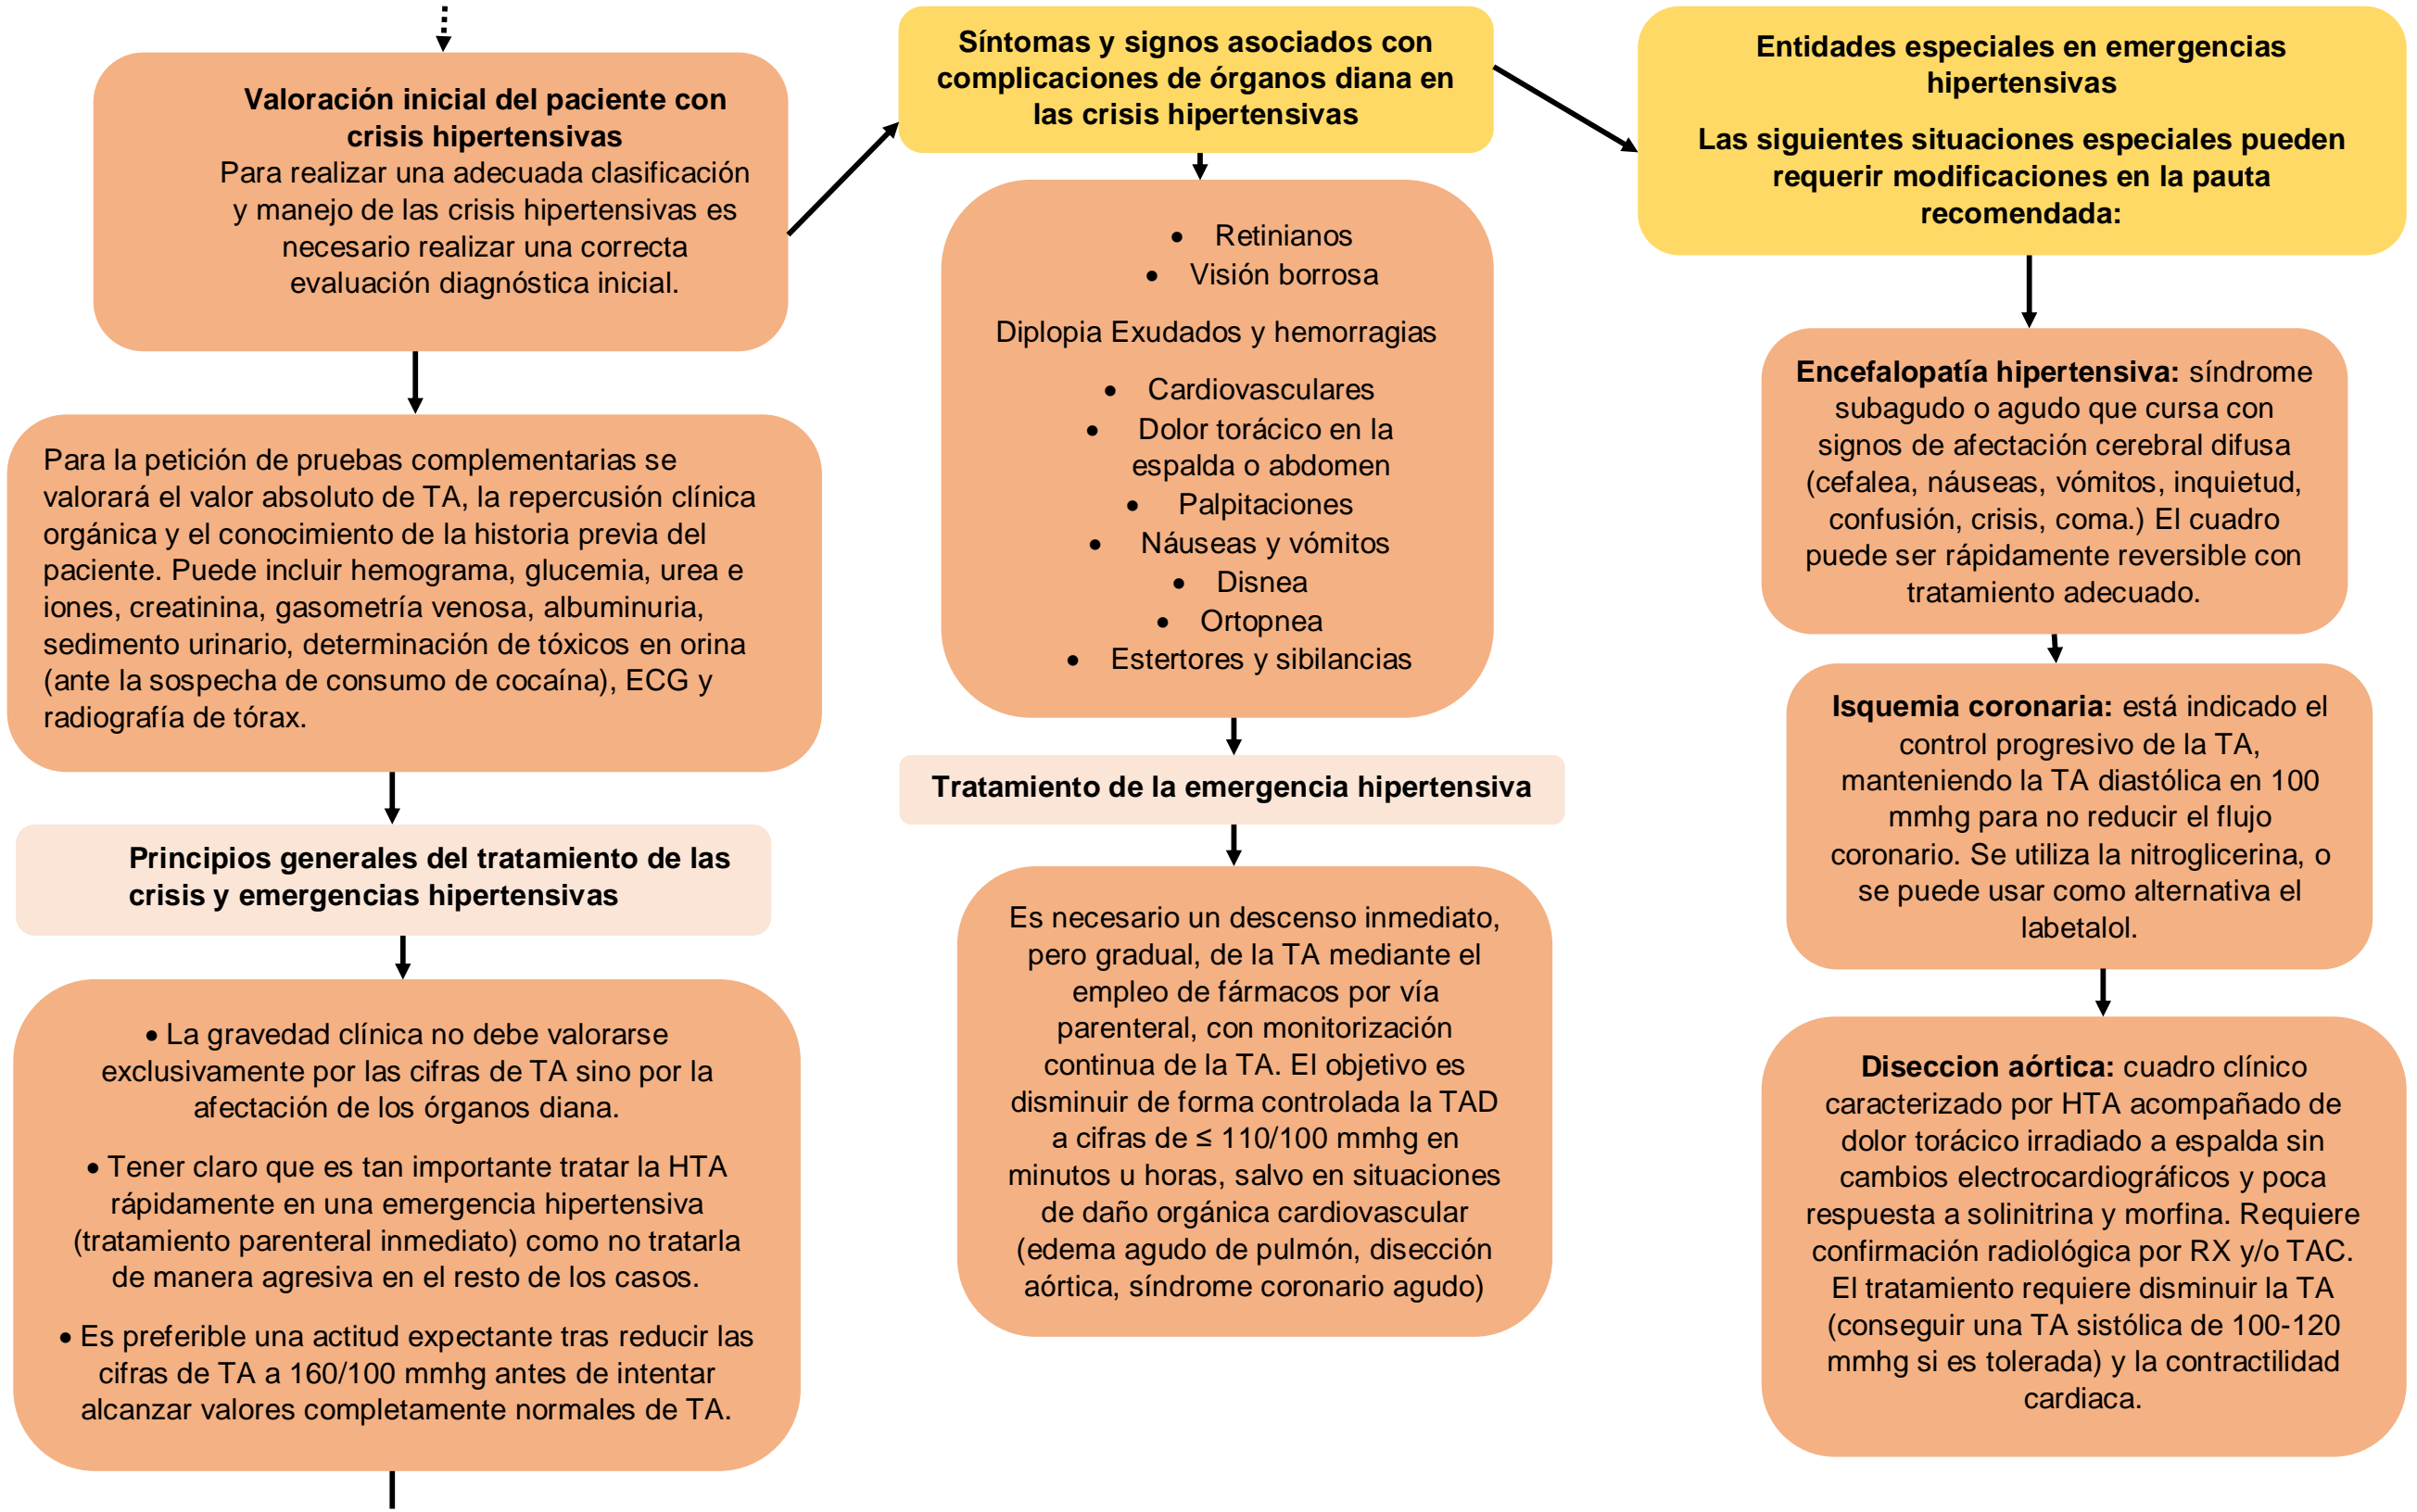 Valoración inicial del paciente con
crisis hipertensivas
Para realizar una adecuada clasificación
y manejo de las crisis hipertensivas es
necesario realizar una correcta
evaluación diagnóstica inicial.
Para la petición de pruebas complementarias se
valorará el valor absoluto de TA, la repercusión clínica
orgánica y el conocimiento de la historia previa del
paciente. Puede incluir hemograma, glucemia, urea e
iones, creatinina, gasometría venosa, albuminuria,
sedimento urinario, determinación de tóxicos en orina
(ante la sospecha de consumo de cocaína), ECG y
radiografía de tórax.
Principios generales del tratamiento de las
crisis y emergencias hipertensivas
• La gravedad clínica no debe valorarse
exclusivamente por las cifras de TA sino por la
afectación de los órganos diana.
• Tener claro que es tan importante tratar la HTA
rápidamente en una emergencia hipertensiva
(tratamiento parenteral inmediato) como no tratarla
de manera agresiva en el resto de los casos.
• Es preferible una actitud expectante tras reducir las
cifras de TA a 160/100 mmhg antes de intentar
alcanzar valores completamente normales de TA.
Síntomas y signos asociados con
complicaciones de órganos diana en
las crisis hipertensivas
• Retinianos
• Visión borrosa
Diplopia Exudados y hemorragias
• Cardiovasculares
• Dolor torácico en la
espalda o abdomen
• Palpitaciones
• Náuseas y vómitos
• Disnea
• Ortopnea
• Estertores y sibilancias
Tratamiento de la emergencia hipertensiva
Es necesario un descenso inmediato,
pero gradual, de la TA mediante el
empleo de fármacos por vía
parenteral, con monitorización
continua de la TA. El objetivo es
disminuir de forma controlada la TAD
a cifras de ≤ 110/100 mmhg en
minutos u horas, salvo en situaciones
de daño orgánica cardiovascular
(edema agudo de pulmón, disección
aórtica, síndrome coronario agudo)
Entidades especiales en emergencias
hipertensivas
Las siguientes situaciones especiales pueden
requerir modificaciones en la pauta
recomendada:
Encefalopatía hipertensiva: síndrome
subagudo o agudo que cursa con
signos de afectación cerebral difusa
(cefalea, náuseas, vómitos, inquietud,
confusión, crisis, coma.) El cuadro
puede ser rápidamente reversible con
tratamiento adecuado.
Isquemia coronaria: está indicado el
control progresivo de la TA,
manteniendo la TA diastólica en 100
mmhg para no reducir el flujo
coronario. Se utiliza la nitroglicerina, o
se puede usar como alternativa el
labetalol.
Diseccion aórtica: cuadro clínico
caracterizado por HTA acompañado de
dolor torácico irradiado a espalda sin
cambios electrocardiográficos y poca
respuesta a solinitrina y morfina. Requiere
confirmación radiológica por RX y/o TAC.
El tratamiento requiere disminuir la TA
(conseguir una TA sistólica de 100-120
mmhg si es tolerada) y la contractilidad
cardiaca.